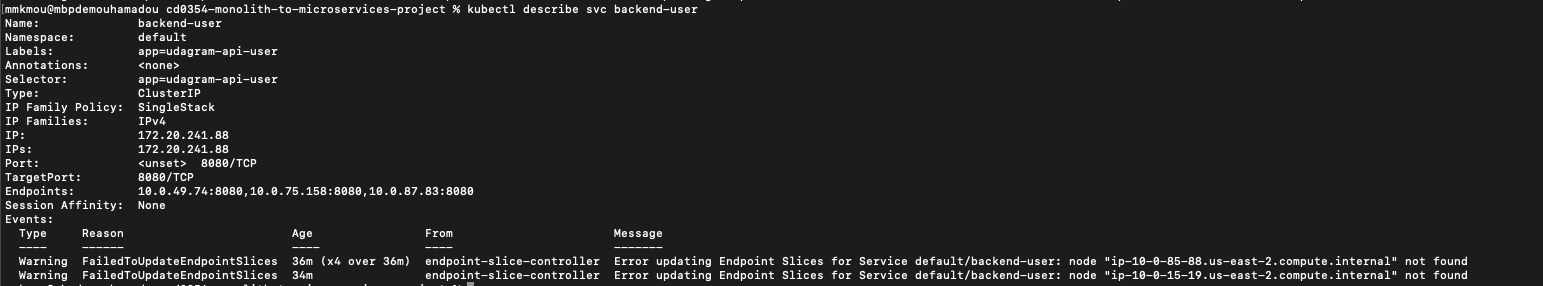 mmkmou@mbpdemouhamadou cd0354-monolith-to-microservices-project % kubectl describe svc backend-user
Name:              backend-user
Namespace:         default
Labels:            app=udagram-api-user
Annotations:       <none>
Selector:          app=udagram-api-user
Type:              ClusterIP
IP Family Policy:  SingleStack
IP Families:       IPv4
IP:                172.20.241.88
IPs:               172.20.241.88
Port:              <unset>  8080/TCP
TargetPort:        8080/TCP
Endpoints:         10.0.49.74:8080,10.0.75.158:8080,10.0.87.83:8080
Session Affinity:  None
Events:
  Type     Reason                        Age                From                       Message
  ----     ------                        ----               ----                       -------
  Warning  FailedToUpdateEndpointSlices  36m (x4 over 36m)  endpoint-slice-controller  Error updating Endpoint Slices for Service default/backend-user: node "ip-10-0-85-88.us-east-2.compute.internal" not found
  Warning  FailedToUpdateEndpointSlices  34m                endpoint-slice-controller  Error updating Endpoint Slices for Service default/backend-user: node "ip-10-0-15-19.us-east-2.compute.internal" not found